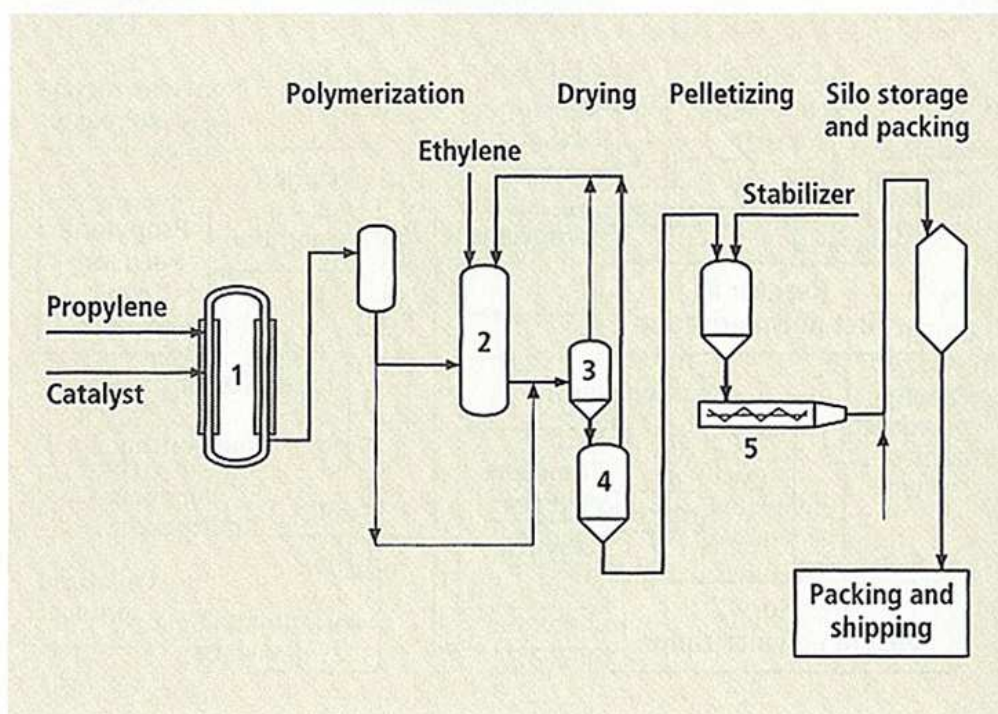 Polymerization
Drying
Pelletizing
Silo storage
and packing
Ethylene
Stabilizer
Propylene
Catalyst
1
2
3
4
5
Packing and
shipping